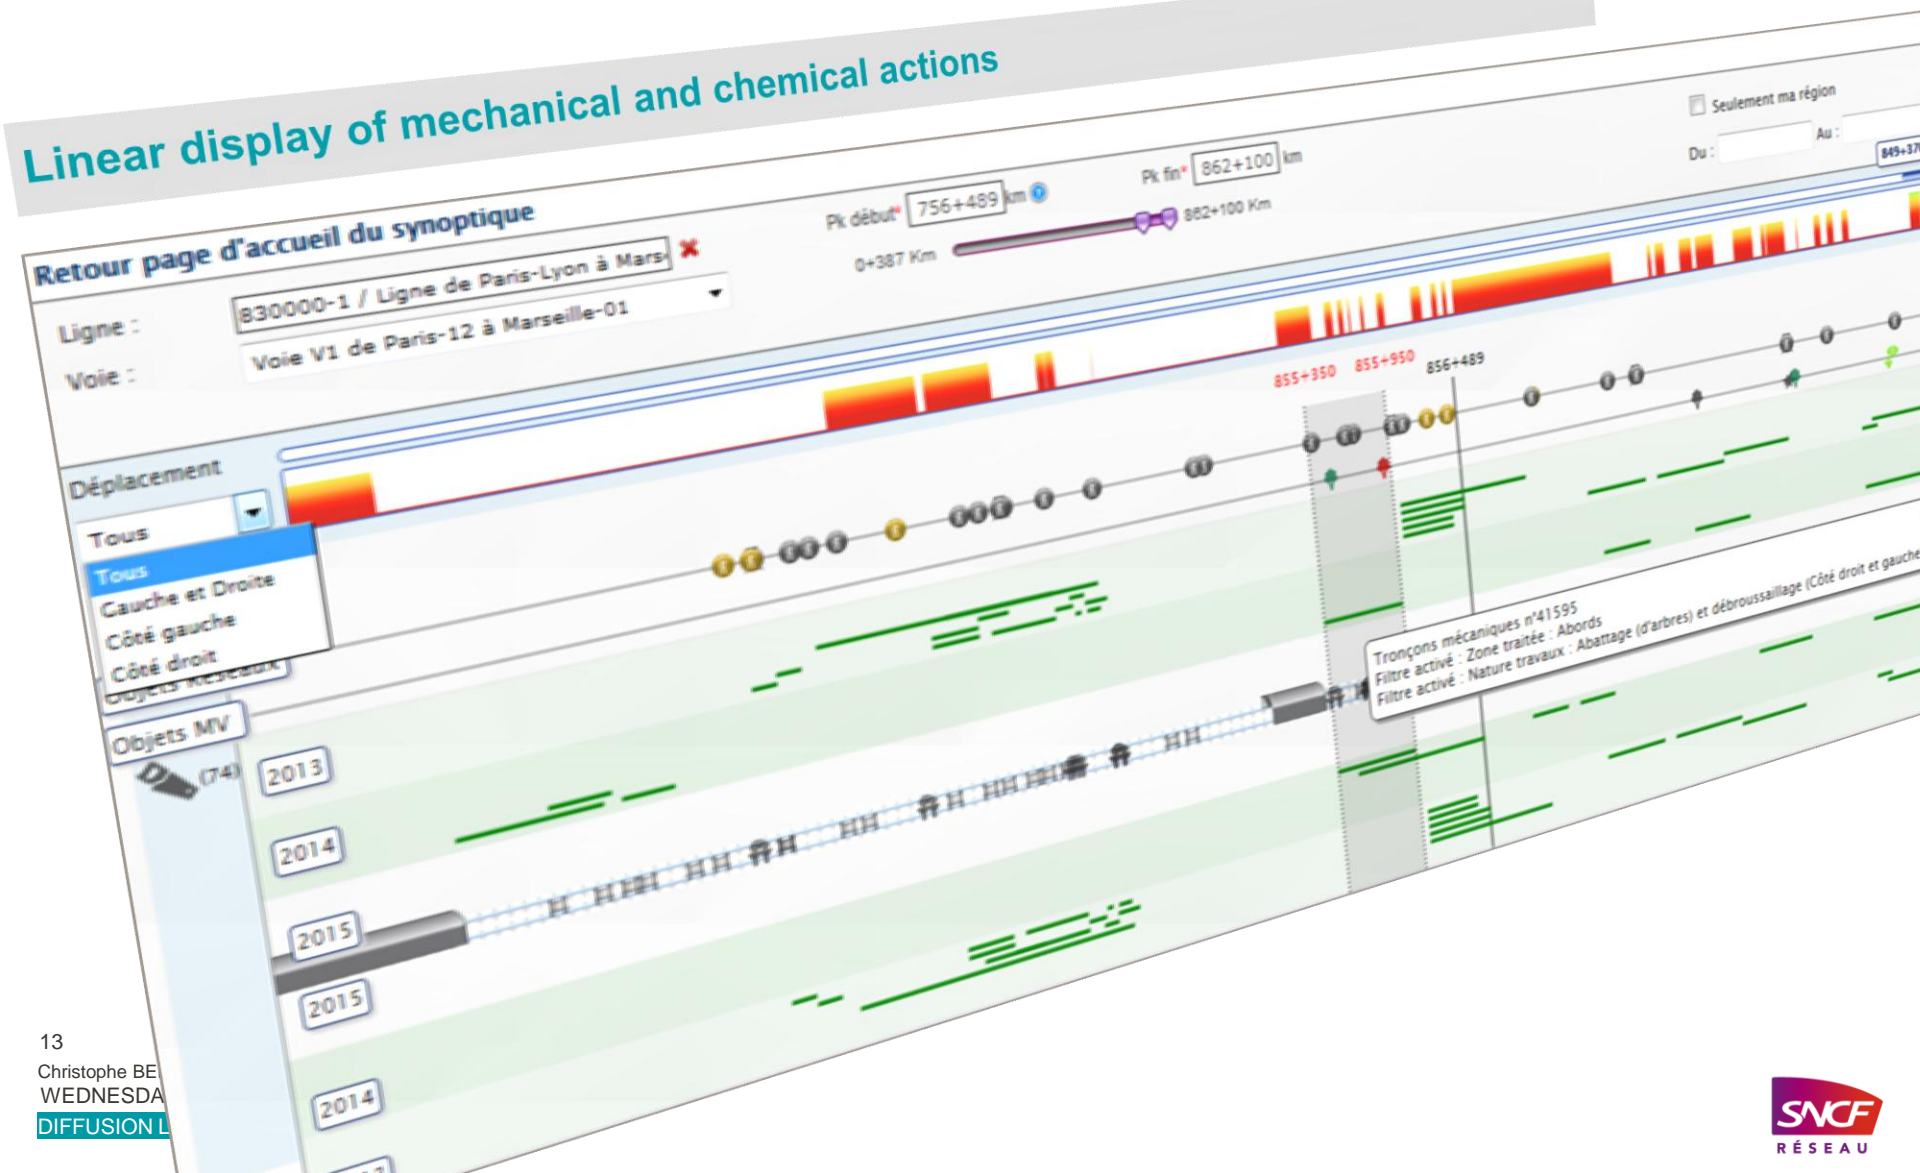 Linear display of mechanical and chemical actions
Retour page d'accueil du synoptique
Ligne :
830000-1 / Ligne de Paris-Lyon à Mars
Voie :
Voie V1 de Paris-12 à Marseille-01
Pk début* 756+489 km
Pk fin* 862+100 km
0+387 Km
862+100 Km
Seulement ma région
Du :
Au :
849+370
Déplacement
Tous
Tous
Gauche et Droite
Côté gauche
Côté droit
Objets Réseaux
Objets MV
(74)
855+350
855+950
856+489
2013
2014
2015
2015
2014
Tronçons mécaniques n°41595
Filtre activé : Zone traitée : Abords
Filtre activé : Nature travaux : Abattage (d'arbres) et débroussaillage (Côté droit et gauche
13
Christophe BE
WEDNESDA
DIFFUSION L
SNCF
RÉSEAU